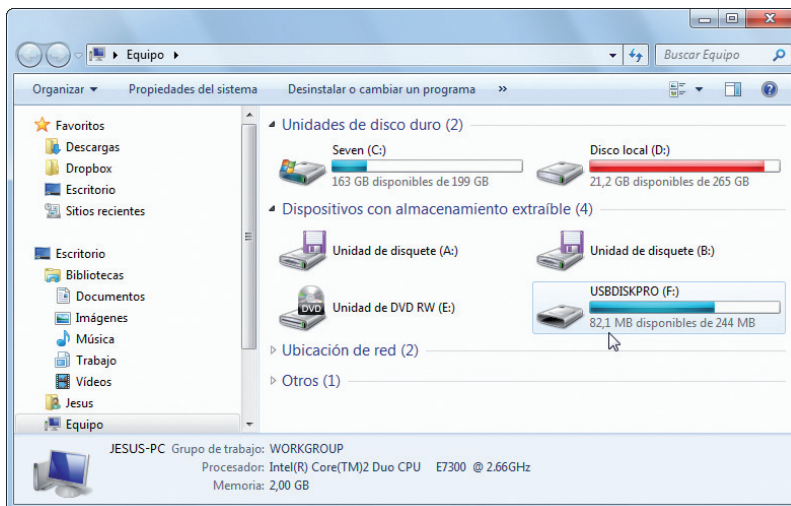 Equipo
Buscar Equipo
Organizar
Propiedades del sistema
Desinstalar o cambiar un programa
»
Favoritos
Descargas
Dropbox
Escritorio
Sitios recientes
Escritorio
Bibliotecas
Documentos
Imágenes
Música
Trabajo
Vídeos
Jesus
Equipo
Unidades de disco duro (2)
Seven (C:)
163 GB disponibles de 199 GB
Disco local (D:)
21,2 GB disponibles de 265 GB
Dispositivos con almacenamiento extraíble (4)
Unidad de disquete (A:)
Unidad de disquete (B:)
DVD
Unidad de DVD RW (E:)
USBDISKPRO (F:)
82,1 MB disponibles de 244 MB
Ubicación de red (2)
Otros (1)
JESUS-PC Grupo de trabajo: WORKGROUP
Procesador: Intel(R) Core(TM)2 Duo CPU E7300 @ 2.66GHz
Memoria: 2,00 GB